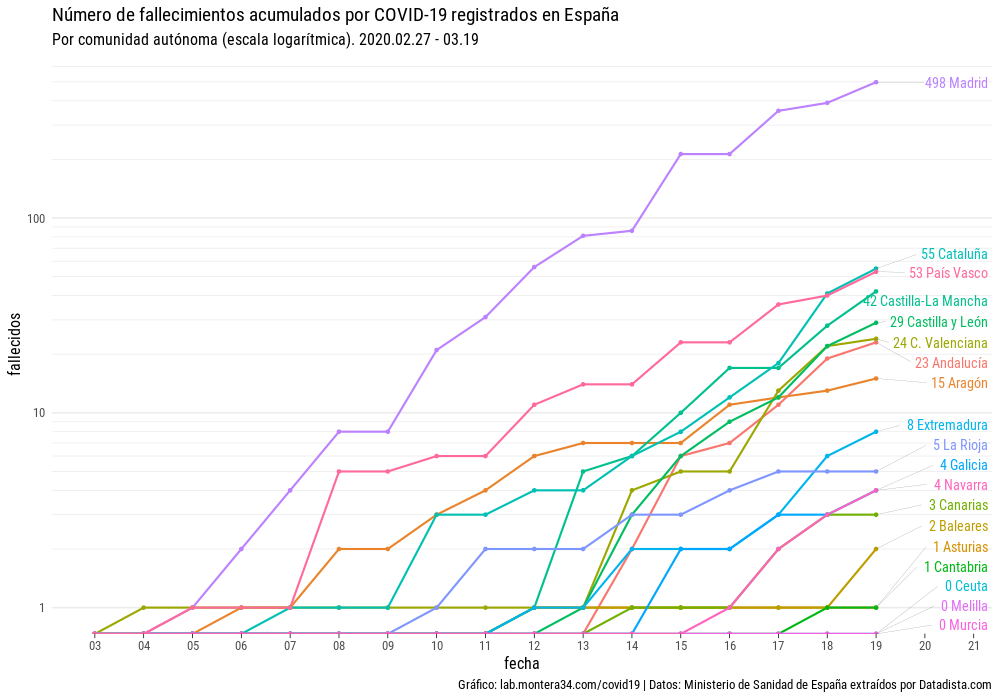 Número de fallecimientos acumulados por COVID-19 registrados en España
Por comunidad autónoma (escala logarítmica). 2020.02.27 - 03.19
498 Madrid
100
55 Cataluña
53 País Vasco
42 Castilla-La Mancha
29 Castilla y León
24 C. Valenciana
23 Andalucía
15 Aragón
10
8 Extremadura
5 La Rioja
4 Galicia
4 Navarra
3 Canarias
2 Baleares
1 Asturias
1 Cantabria
0 Ceuta
0 Melilla
0 Murcia
1
fallecidos
03 04 05 06 07 08 09 10 11 12 13 14 15 16 17 18 19 20 21
fecha
Gráfico: lab.montera34.com/covid19 | Datos: Ministerio de Sanidad de España extraídos por Datadista.com